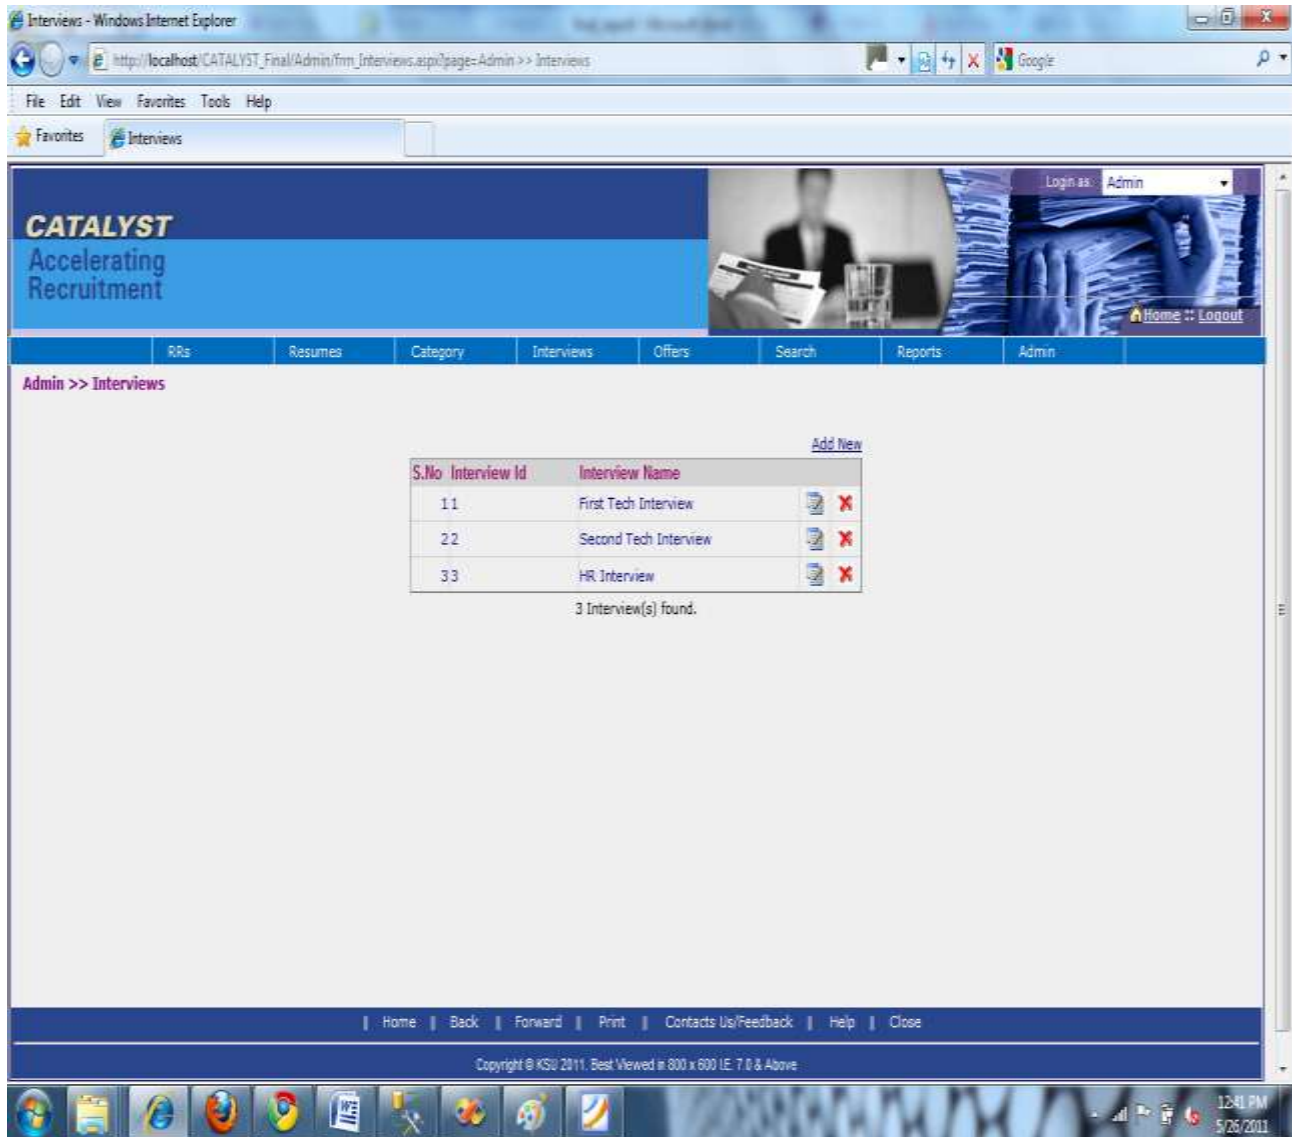 Interviews - Windows Internet Explorer
http://localhost/CATALYST_Final/Admin/frm_Interviews.aspx?page=Admin >> Interviews
Google
File Edit View Favorites Tools Help
Favorites Interviews
Login as: Admin
CATALYST
Accelerating
Recruitment
Home :: Logout
RRs Resumes Category Interviews Offers Search Reports Admin
Admin >> Interviews
Add New
S.No Interview Id Interview Name
1 1 First Tech Interview
2 2 Second Tech Interview
3 3 HR Interview
3 Interview(s) found.
| Home | Back | Forward | Print | Contacts Us/Feedback | Help | Close
Copyright © KSU 2011. Best Viewed in 800 x 600 I.E. 7.0 & Above
12:41 PM
5/26/2011